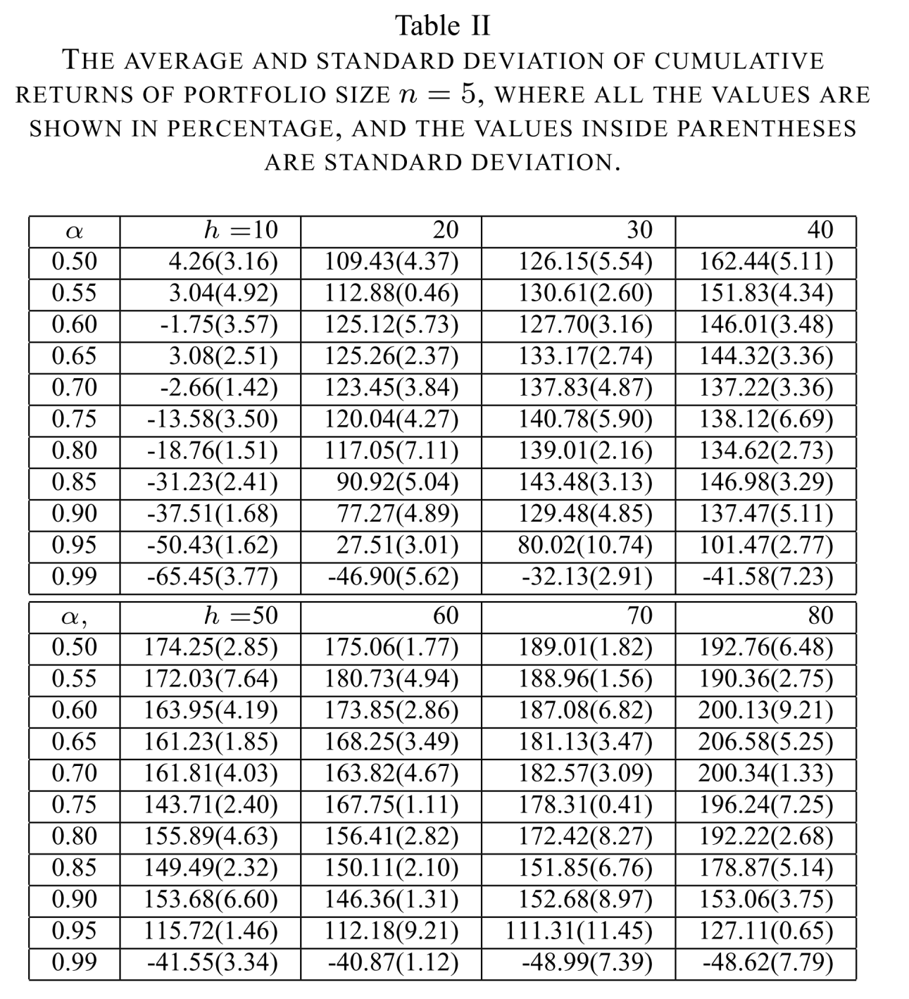 Table II
THE AVERAGE AND STANDARD DEVIATION OF CUMULATIVE
RETURNS OF PORTFOLIO SIZE n = 5, WHERE ALL THE VALUES ARE
SHOWN IN PERCENTAGE, AND THE VALUES INSIDE PARENTHESES
ARE STANDARD DEVIATION.
α h =10 20 30 40
0.50 4.26(3.16) 109.43(4.37) 126.15(5.54) 162.44(5.11)
0.55 3.04(4.92) 112.88(0.46) 130.61(2.60) 151.83(4.34)
0.60 -1.75(3.57) 125.12(5.73) 127.70(3.16) 146.01(3.48)
0.65 3.08(2.51) 125.26(2.37) 133.17(2.74) 144.32(3.36)
0.70 -2.66(1.42) 123.45(3.84) 137.83(4.87) 137.22(3.36)
0.75 -13.58(3.50) 120.04(4.27) 140.78(5.90) 138.12(6.69)
0.80 -18.76(1.51) 117.05(7.11) 139.01(2.16) 134.62(2.73)
0.85 -31.23(2.41) 90.92(5.04) 143.48(3.13) 146.98(3.29)
0.90 -37.51(1.68) 77.27(4.89) 129.48(4.85) 137.47(5.11)
0.95 -50.43(1.62) 27.51(3.01) 80.02(10.74) 101.47(2.77)
0.99 -65.45(3.77) -46.90(5.62) -32.13(2.91) -41.58(7.23)
α, h =50 60 70 80
0.50 174.25(2.85) 175.06(1.77) 189.01(1.82) 192.76(6.48)
0.55 172.03(7.64) 180.73(4.94) 188.96(1.56) 190.36(2.75)
0.60 163.95(4.19) 173.85(2.86) 187.08(6.82) 200.13(9.21)
0.65 161.23(1.85) 168.25(3.49) 181.13(3.47) 206.58(5.25)
0.70 161.81(4.03) 163.82(4.67) 182.57(3.09) 200.34(1.33)
0.75 143.71(2.40) 167.75(1.11) 178.31(0.41) 196.24(7.25)
0.80 155.89(4.63) 156.41(2.82) 172.42(8.27) 192.22(2.68)
0.85 149.49(2.32) 150.11(2.10) 151.85(6.76) 178.87(5.14)
0.90 153.68(6.60) 146.36(1.31) 152.68(8.97) 153.06(3.75)
0.95 115.72(1.46) 112.18(9.21) 111.31(11.45) 127.11(0.65)
0.99 -41.55(3.34) -40.87(1.12) -48.99(7.39) -48.62(7.79)